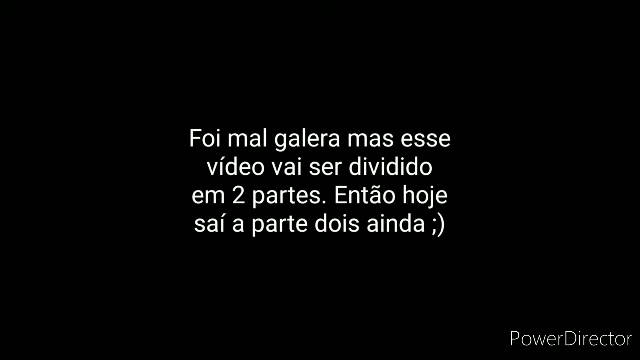 Foi mal galera mas esse
vídeo vai ser dividido
em 2 partes. Então hoje
saí a parte dois ainda ;)
PowerDirector